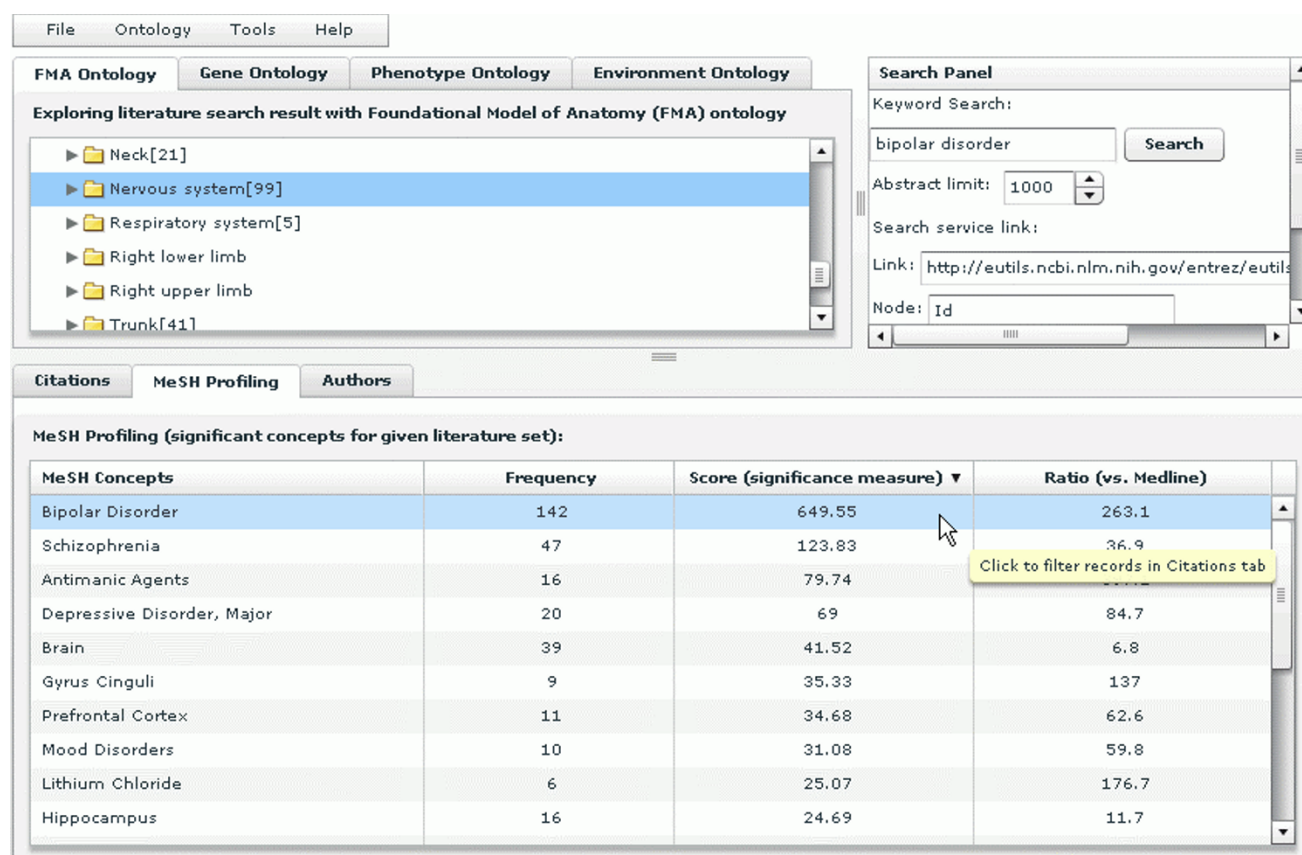 File Ontology Tools Help
FMA Ontology Gene Ontology Phenotype Ontology Environment Ontology
Exploring literature search result with Foundational Model of Anatomy (FMA) ontology
Neck[21]
Nervous system[99]
Respiratory system[5]
Right lower limb
Right upper limb
Trunk[41]
Search Panel
Keyword Search:
bipolar disorder Search
Abstract limit: 1000
Search service link:
Link: http://eutils.ncbi.nlm.nih.gov/entrez/eutils
Node: Id
Citations MeSH Profiling Authors
MeSH Profiling (significant concepts for given literature set):
MeSH Concepts Frequency Score (significance measure) ▼ Ratio (vs. Medline)
Bipolar Disorder 142 649.55 263.1
Schizophrenia 47 123.83 36.9
Click to filter records in Citations tab
Antimanic Agents 16 79.74
Depressive Disorder, Major 20 69 84.7
Brain 39 41.52 6.8
Gyrus Cinguli 9 35.33 137
Prefrontal Cortex 11 34.68 62.6
Mood Disorders 10 31.08 59.8
Lithium Chloride 6 25.07 176.7
Hippocampus 16 24.69 11.7